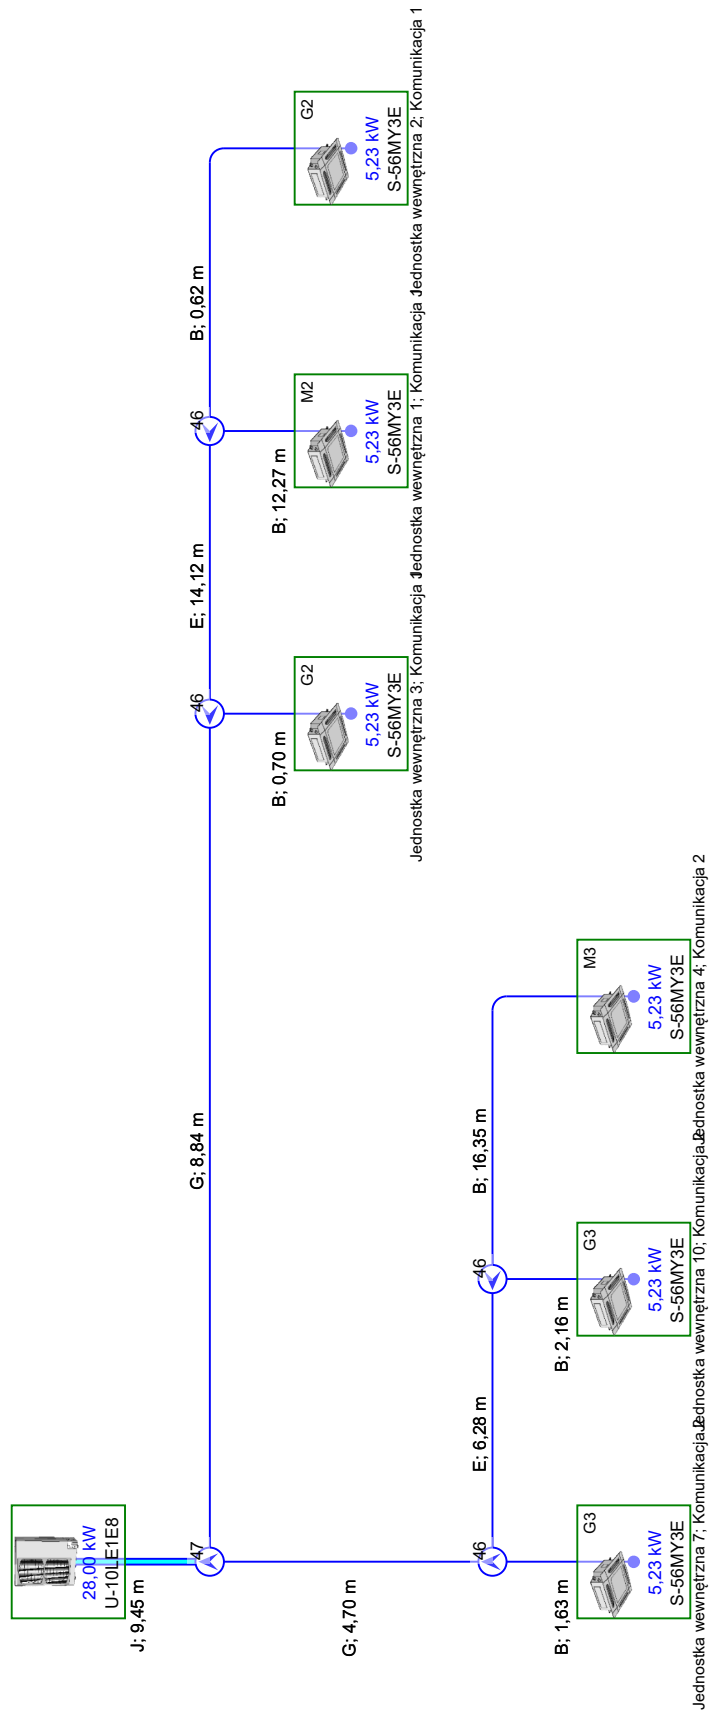 28,00 kW
U-10LE1E8
J; 9,45 m
47
G; 4,70 m
G; 8,84 m
46
B; 0,70 m
G2
5,23 kW
S-56MY3E
Jednostka wewnętrzna 3; Komunikacja 1
E; 14,12 m
46
B; 12,27 m
M2
5,23 kW
S-56MY3E
Jednostka wewnętrzna 1; Komunikacja 1
B; 0,62 m
G2
5,23 kW
S-56MY3E
Jednostka wewnętrzna 2; Komunikacja 1
46
B; 1,63 m
G3
5,23 kW
S-56MY3E
Jednostka wewnętrzna 7; Komunikacja 2
E; 6,28 m
46
B; 2,16 m
G3
5,23 kW
S-56MY3E
Jednostka wewnętrzna 10; Komunikacja 2
B; 16,35 m
M3
5,23 kW
S-56MY3E
Jednostka wewnętrzna 4; Komunikacja 2